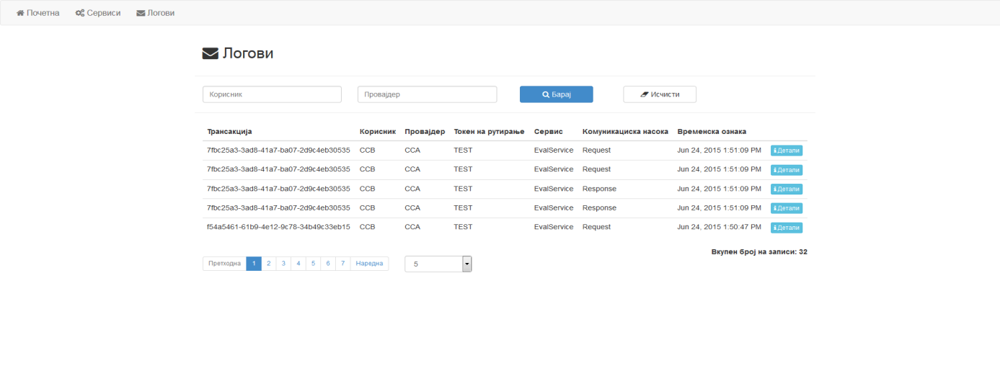 Почетна Сервиси Логови
Логови
Корисник Провајдер Барај Исчисти
Трансакција Корисник Провајдер Токен на рутирање Сервис Комуникациска насока Временска ознака
7fbc25a3-3ad8-41a7-ba07-2d9c4eb30535 CCB CCA TEST EvalService Request Jun 24, 2015 1:51:09 PM Детали
7fbc25a3-3ad8-41a7-ba07-2d9c4eb30535 CCB CCA TEST EvalService Request Jun 24, 2015 1:51:09 PM Детали
7fbc25a3-3ad8-41a7-ba07-2d9c4eb30535 CCB CCA TEST EvalService Response Jun 24, 2015 1:51:09 PM Детали
7fbc25a3-3ad8-41a7-ba07-2d9c4eb30535 CCB CCA TEST EvalService Response Jun 24, 2015 1:51:09 PM Детали
f54a5461-61b9-4e12-9c78-34b49c33eb15 CCB CCA TEST EvalService Request Jun 24, 2015 1:50:47 PM Детали
Вкупен број на записи: 32
Претходна 1 2 3 4 5 6 7 Наредна 5